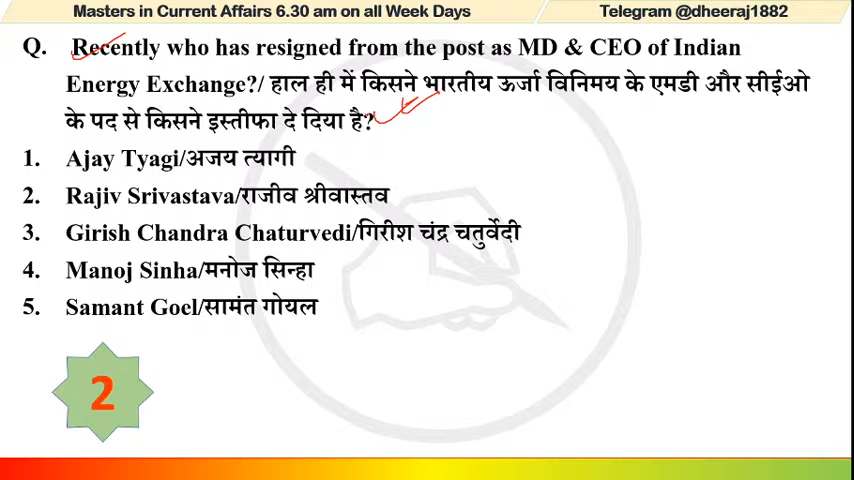 Masters in Current Affairs 6.30 am on all Week Days Telegram @dheeraj1882
Q. Recently who has resigned from the post as MD & CEO of Indian
Energy Exchange?/ हाल ही में किसने भारतीय ऊर्जा विनिमय के एमडी और सीईओ
के पद से किसने इस्तीफा दे दिया है?
1. Ajay Tyagi/अजय त्यागी
2. Rajiv Srivastava/राजीव श्रीवास्तव
3. Girish Chandra Chaturvedi/गिरीश चंद्र चतुर्वेदी
4. Manoj Sinha/मनोज सिन्हा
5. Samant Goel/सामंत गोयल
2